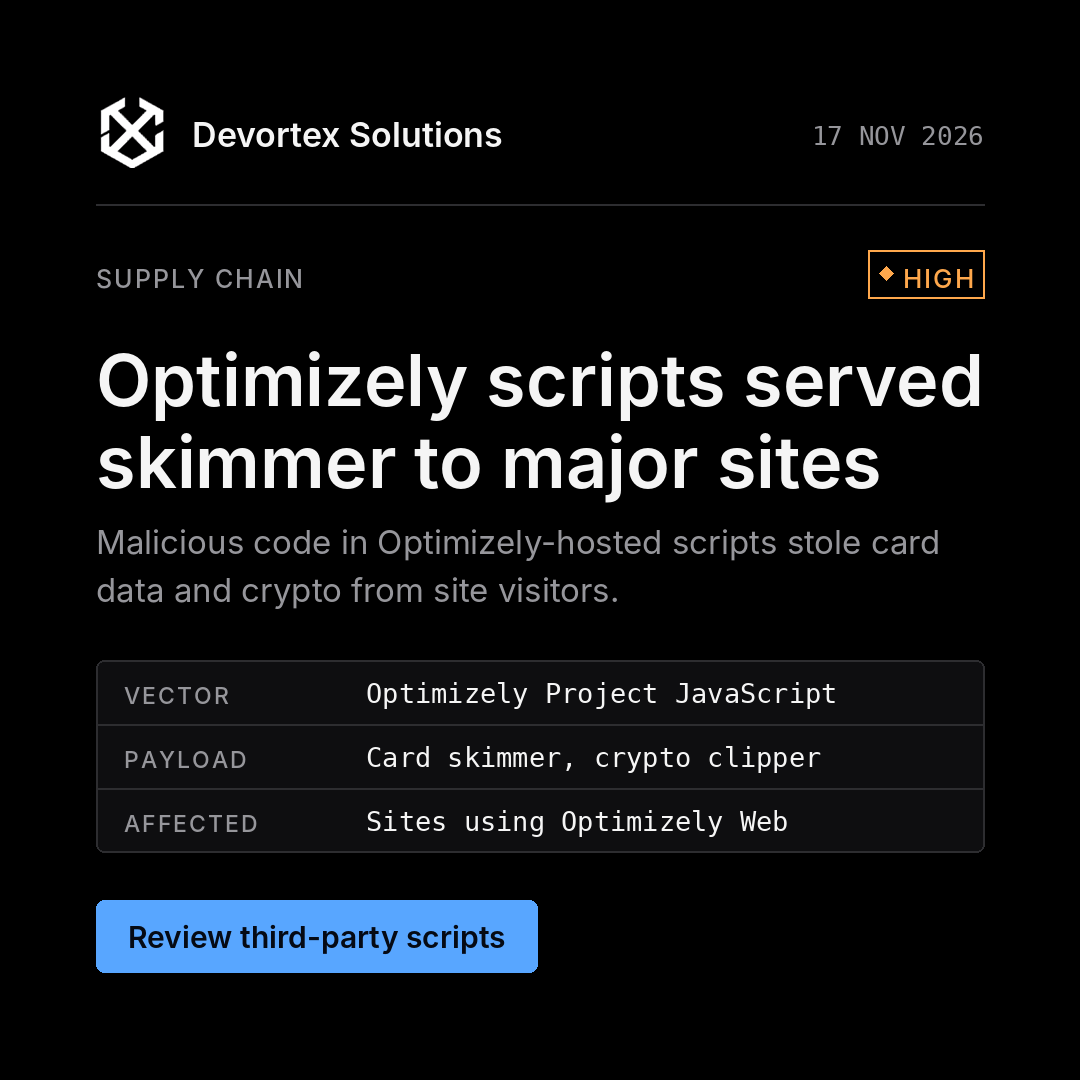 Devortex Solutions
17 NOV 2026
SUPPLY CHAIN
HIGH
Optimizely scripts served
skimmer to major sites
Malicious code in Optimizely-hosted scripts stole card
data and crypto from site visitors.
VECTOR Optimizely Project JavaScript
PAYLOAD Card skimmer, crypto clipper
AFFECTED Sites using Optimizely Web
Review third-party scripts